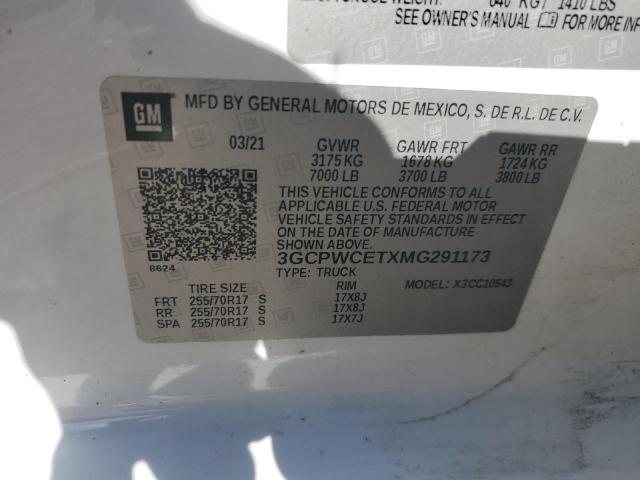 640 KG / 1410 LBS
SEE OWNER'S MANUAL FOR MORE INF
GM
MFD BY GENERAL MOTORS DE MEXICO, S. DE R.L. DE C.V.
03/21 GVWR GAWR FRT GAWR RR
3175 KG 1678 KG 1724 KG
7000 LB 3700 LB 3800 LB
THIS VEHICLE CONFORMS TO ALL
APPLICABLE U.S. FEDERAL MOTOR
VEHICLE SAFETY STANDARDS IN EFFECT
ON THE DATE OF MANUFACTURE SHOWN ABOVE.
3GCPWCETXMG291173
8624
TYPE: TRUCK MODEL: X3CC10543
TIRE SIZE RIM
FRT 255/70R17 S 17X8J
RR 255/70R17 S 17X8J
SPA 255/70R17 S 17X7J